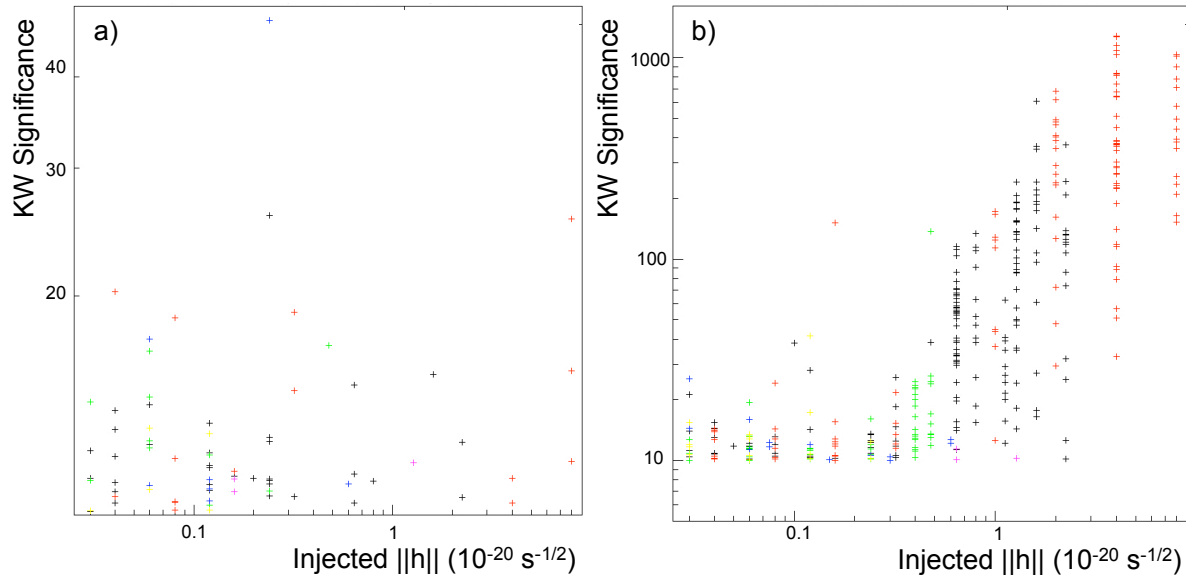 a)
KW Significance
40
30
20
0.1
1
Injected ||h|| (10-20 s-1/2)
b)
KW Significance
1000
100
10
0.1
1
Injected ||h|| (10-20 s-1/2)